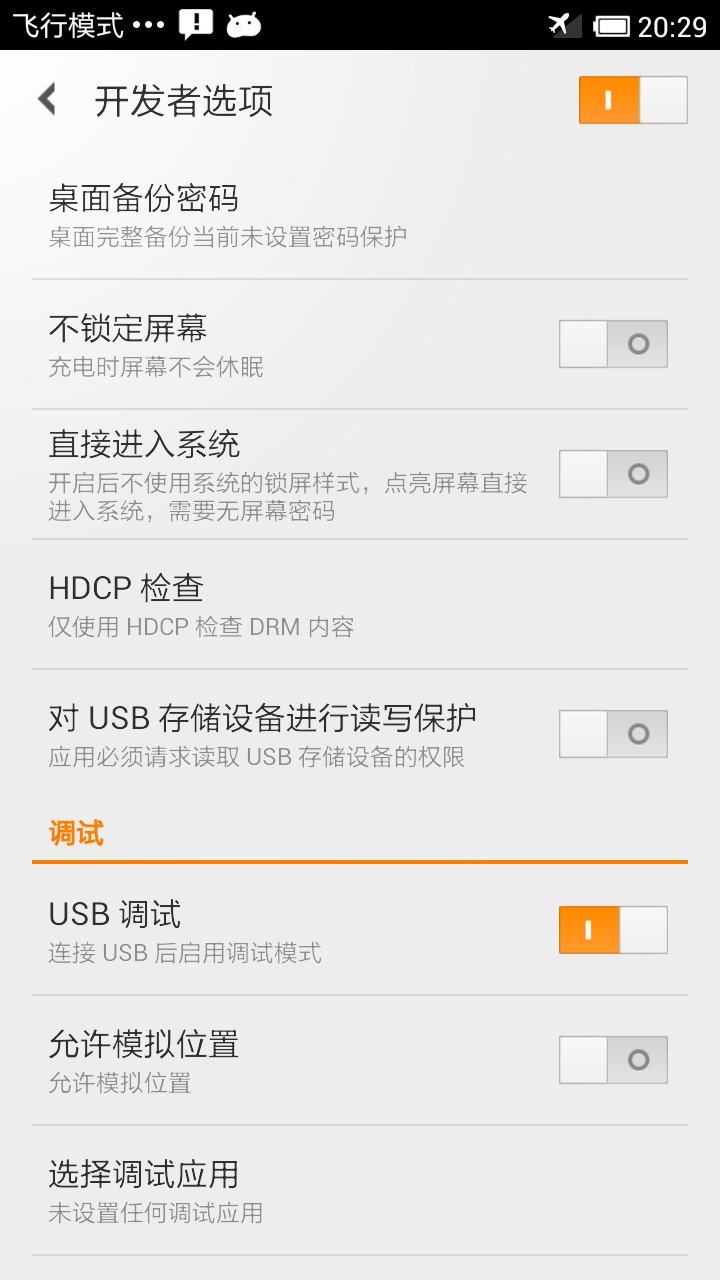 飞行模式 ••• 20:29
开发者选项
桌面备份密码
桌面完整备份当前未设置密码保护
不锁定屏幕
充电时屏幕不会休眠
直接进入系统
开启后不使用系统的锁屏样式，点亮屏幕直接
进入系统，需要无屏幕密码
HDCP 检查
仅使用 HDCP 检查 DRM 内容
对 USB 存储设备进行读写保护
应用必须请求读取 USB 存储设备的权限
调试
USB 调试
连接 USB 后启用调试模式
允许模拟位置
允许模拟位置
选择调试应用
未设置任何调试应用